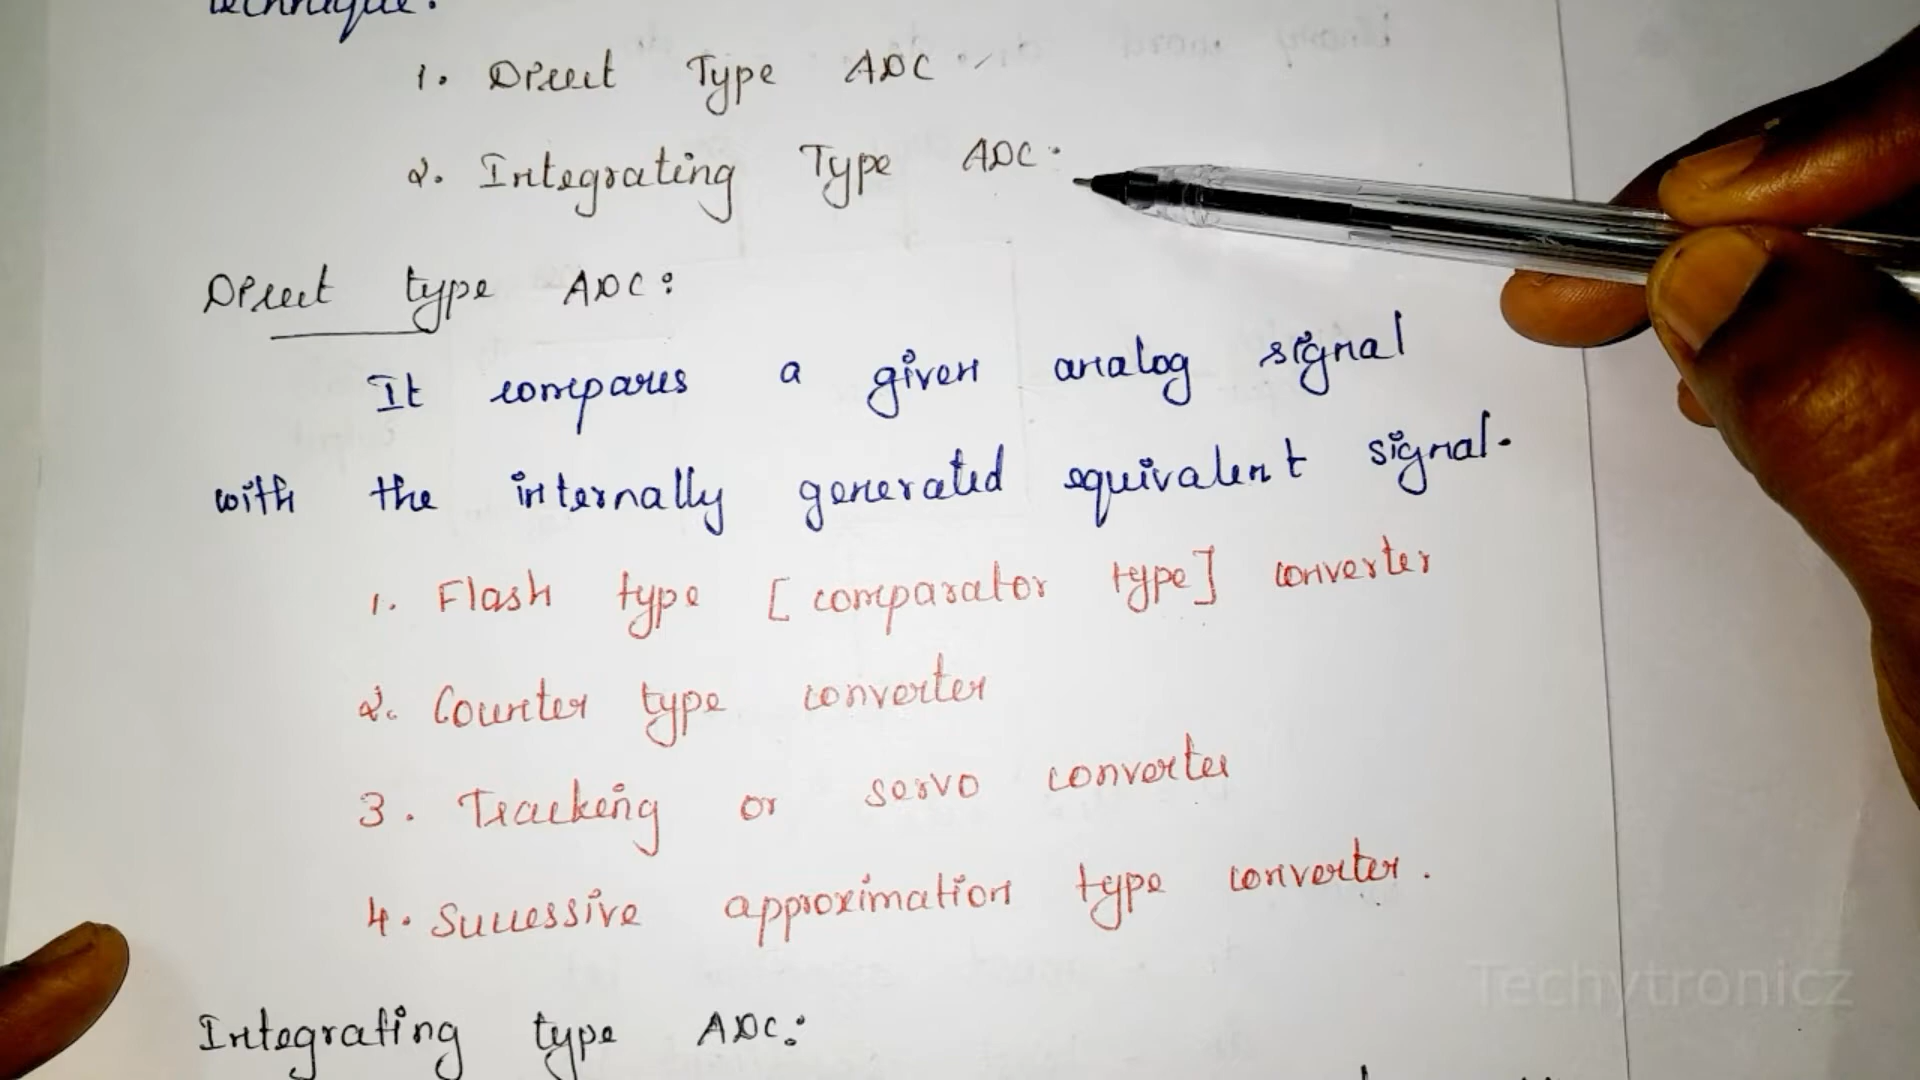 technique.
1. Direct Type ADC.
2. Integrating Type ADC.
Direct type ADC:
It compares a given analog signal
with the internally generated equivalent signal.
1. Flash type [comparator type] converter
2. Counter type converter
3. Tracking or servo converter
4. Successive approximation type converter.
Techytronicz
Integrating type ADC: